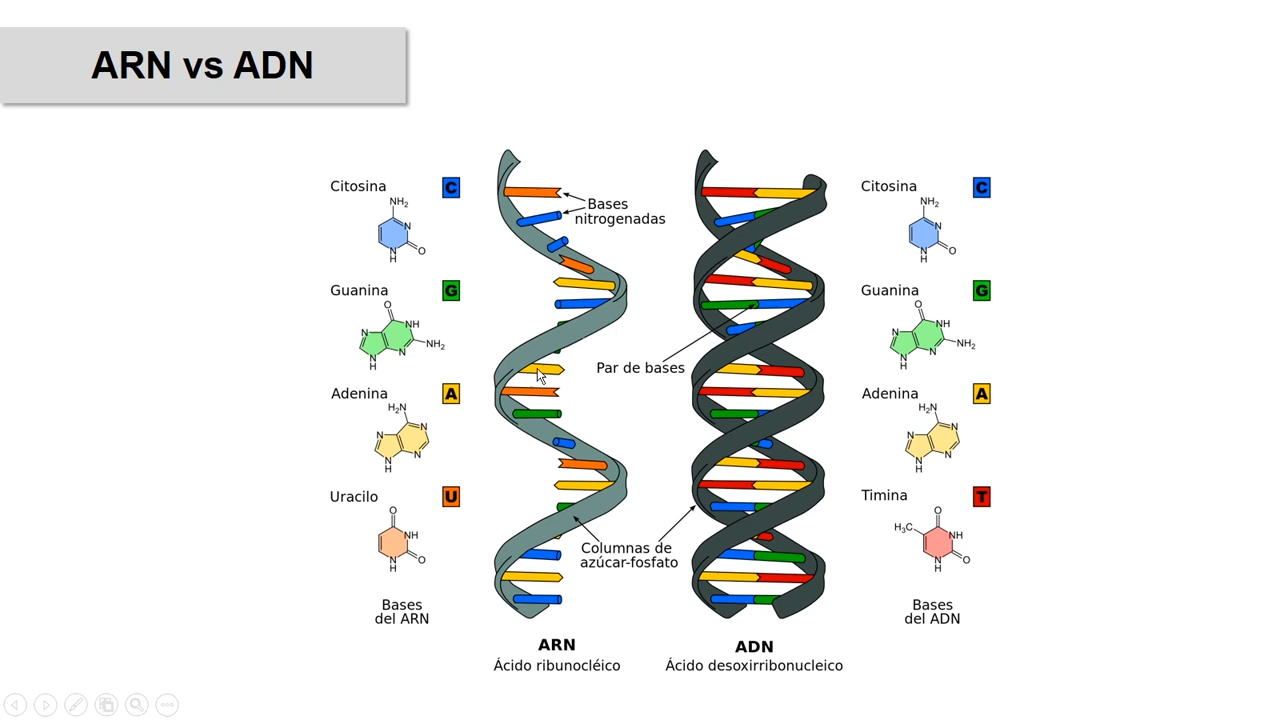 ARN vs ADN
Citosina
C
NH₂
N
N
H
O
Guanina
G
O
N
NH
N
H
N
NH₂
Adenina
A
H₂N
N
N
N
H
N
Uracilo
U
O
NH
N
H
O
Bases
del ARN
Bases
nitrogenadas
Par de bases
Columnas de
azúcar-fosfato
ARN
Ácido ribunocléico
ADN
Ácido desoxirribonucleico
Citosina
C
NH₂
N
N
H
O
Guanina
G
O
N
NH
N
H
N
NH₂
Adenina
A
H₂N
N
N
N
H
N
Timina
T
O
H₃C
NH
N
H
O
Bases
del ADN